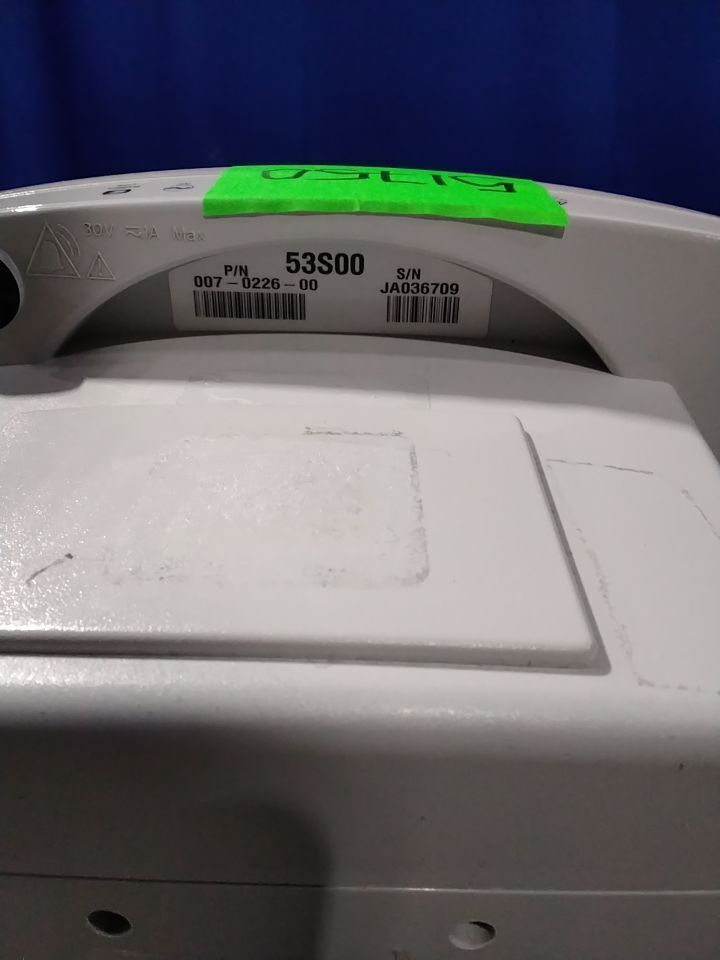 30V ≂1A Max
53S00
P/N
007-0226-00
S/N
JA036709